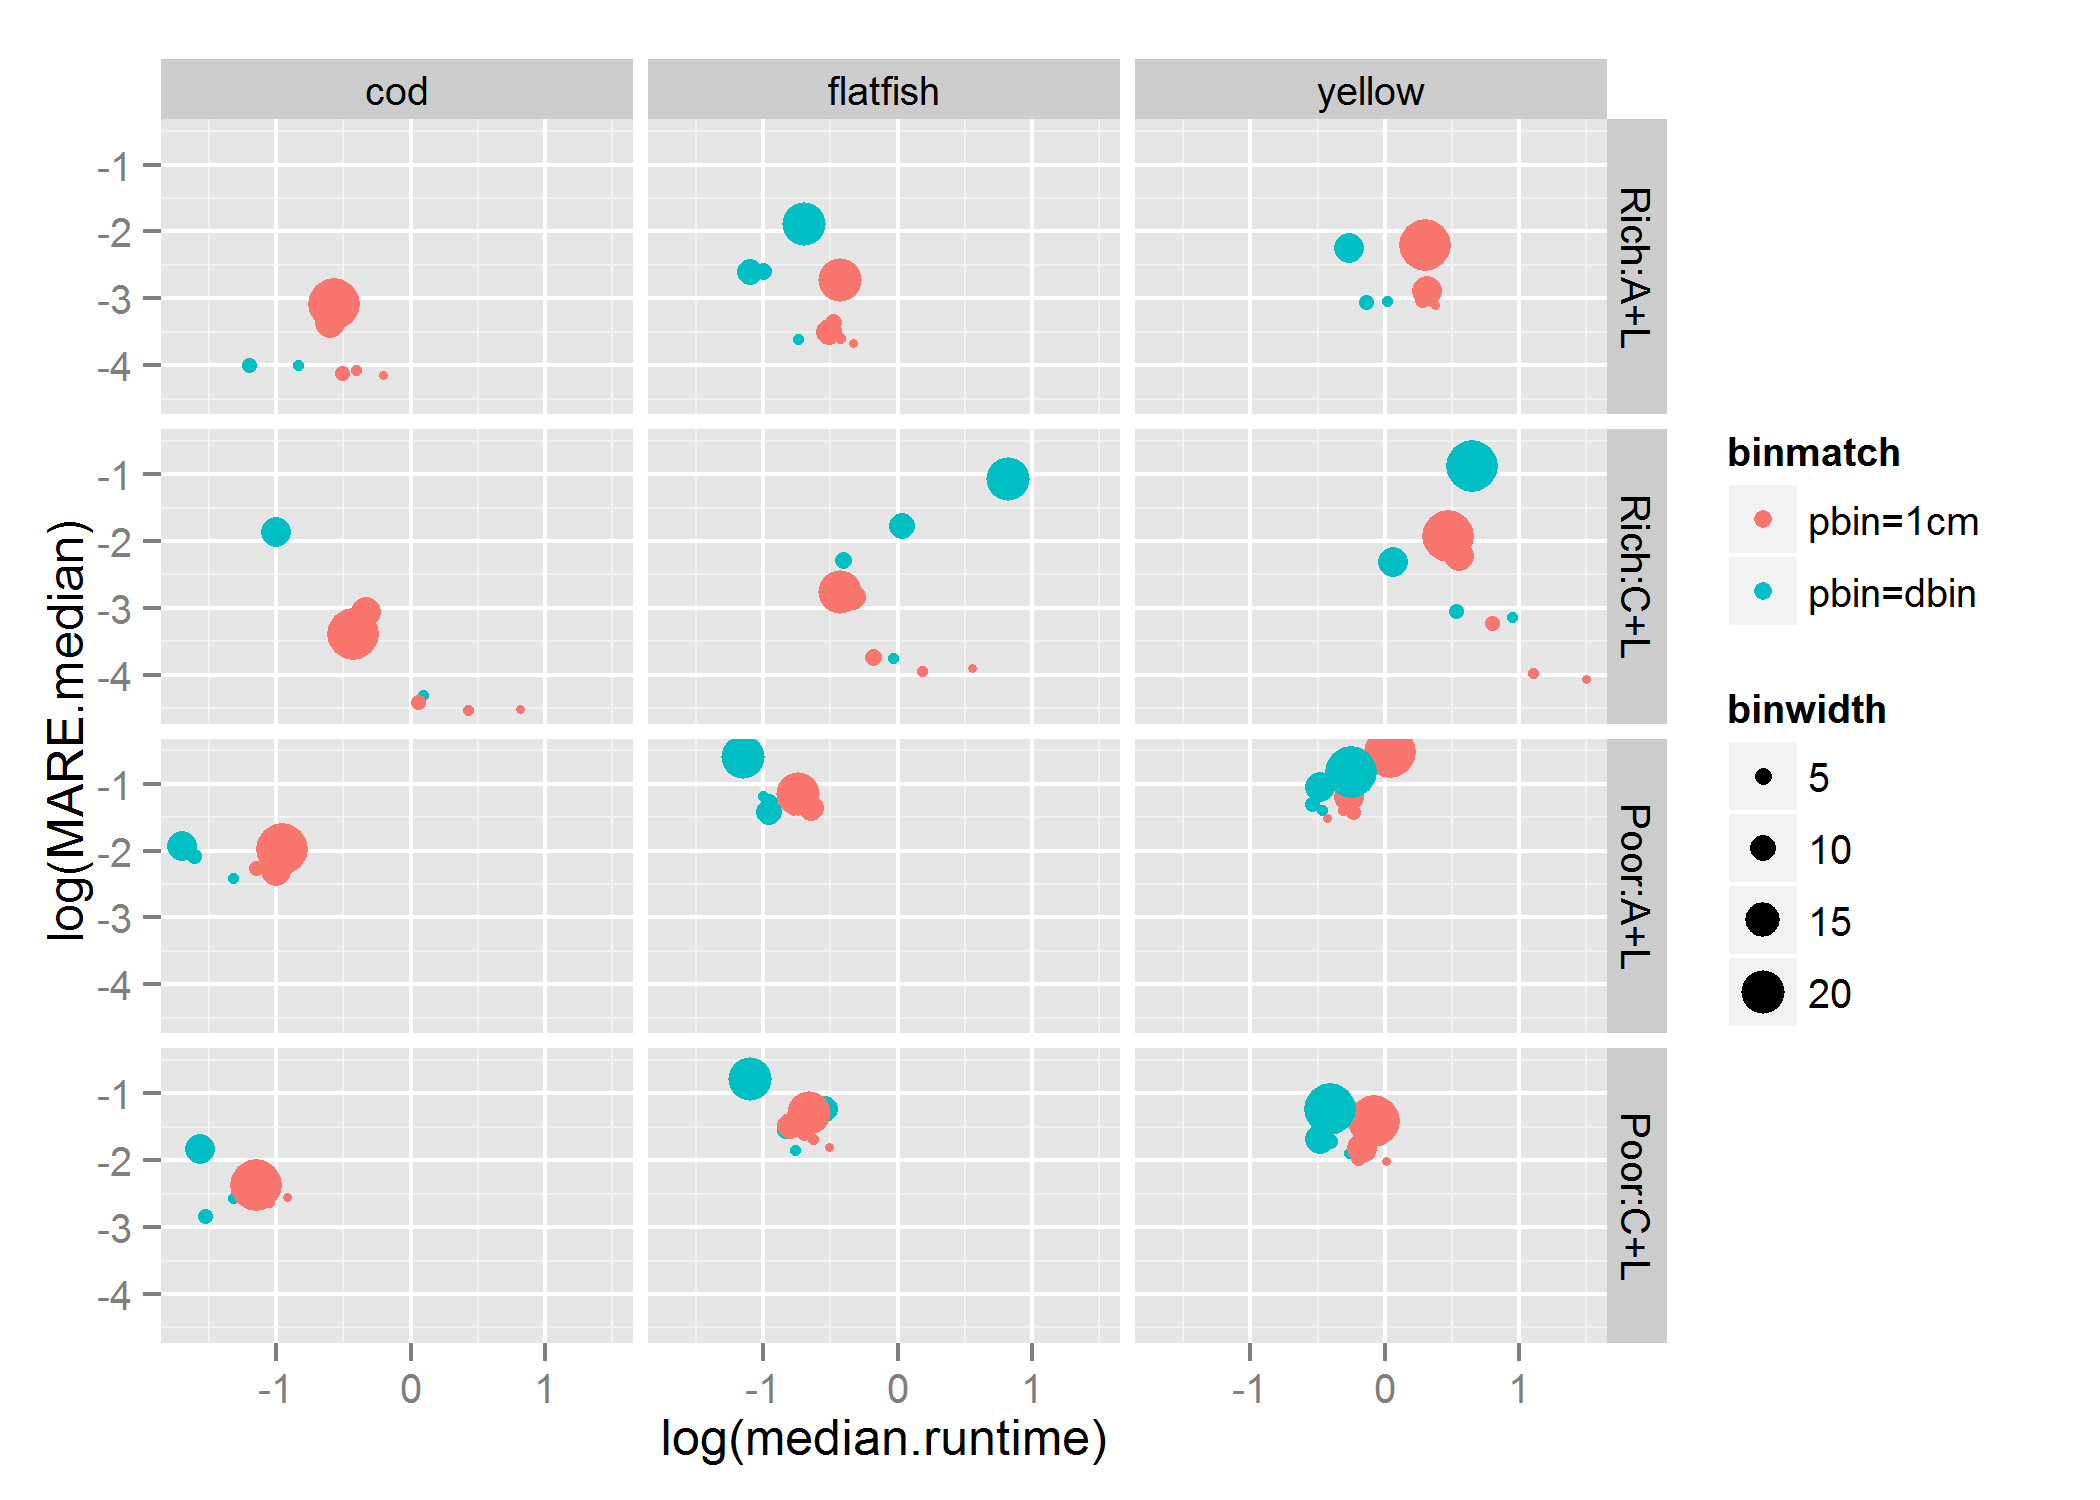 cod flatfish yellow
-1
-2
-3
-4
Rich:A+L
-1
-2
-3
-4
Rich:C+L
-1
-2
-3
-4
Poor:A+L
-1
-2
-3
-4
Poor:C+L
-1 0 1 -1 0 1 -1 0 1
log(median.runtime)
log(MARE.median)
binmatch
pbin=1cm
pbin=dbin
binwidth
5
10
15
20